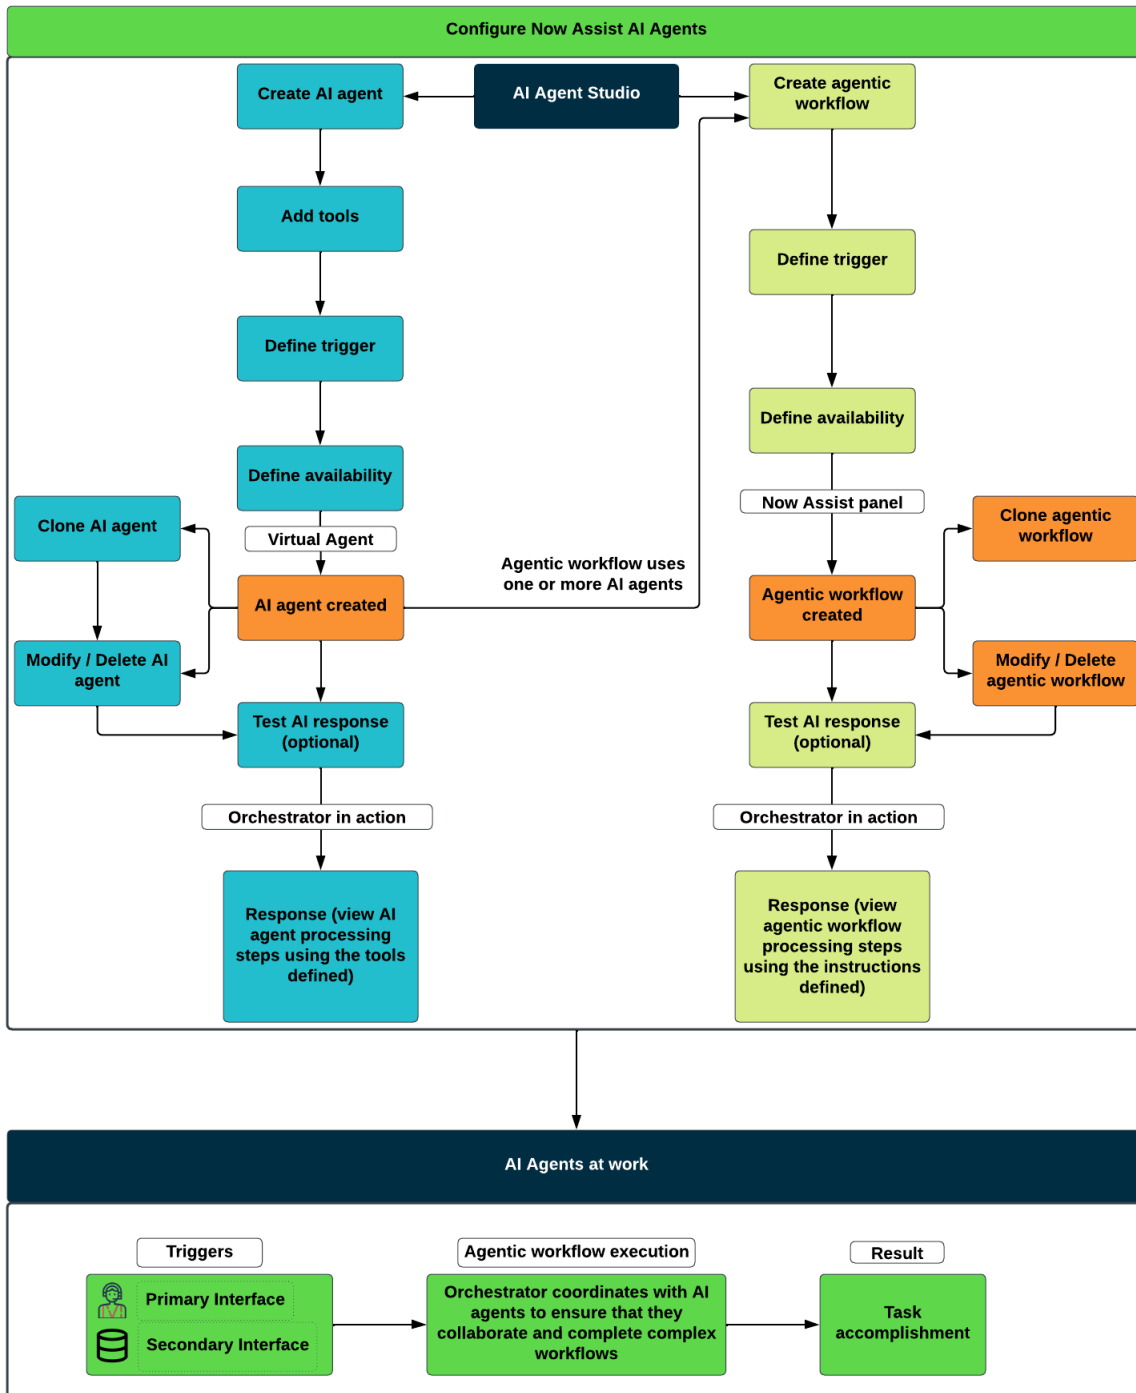 Configure Now Assist AI Agents
Create AI agent
AI Agent Studio
Create agentic
workflow
Add tools
Define trigger
Define trigger
Define availability
Define availability
Now Assist panel
Clone AI agent
Virtual Agent
Clone agentic
workflow
Agentic workflow uses
one or more AI agents
AI agent created
Agentic workflow
created
Modify / Delete AI
agent
Modify / Delete
agentic workflow
Test AI response
(optional)
Test AI response
(optional)
Orchestrator in action
Orchestrator in action
Response (view AI
agent processing
steps using the tools
defined)
Response (view
agentic workflow
processing steps
using the instructions
defined)
AI Agents at work
Triggers
Agentic workflow execution
Result
Primary Interface
Secondary Interface
Orchestrator coordinates with AI
agents to ensure that they
collaborate and complete complex
workflows
Task
accomplishment